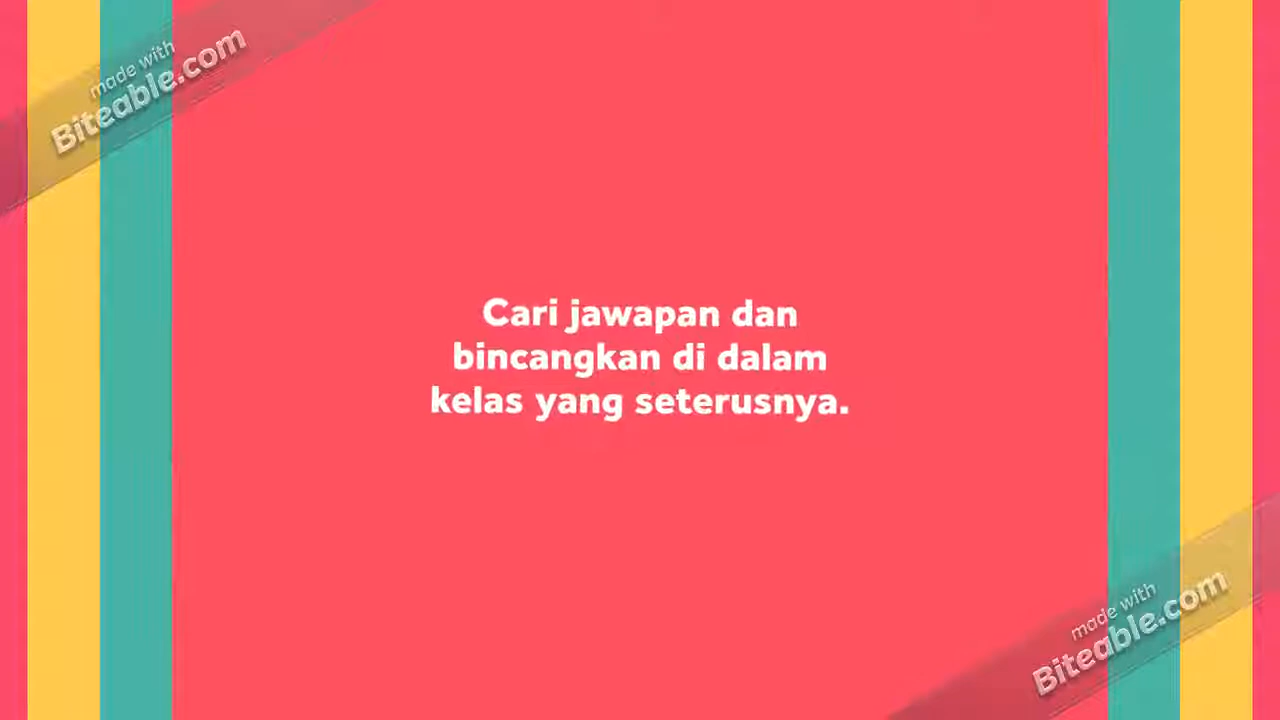 made with
Biteable.com
Cari jawapan dan
bincangkan di dalam
kelas yang seterusnya.
made with
Biteable.com